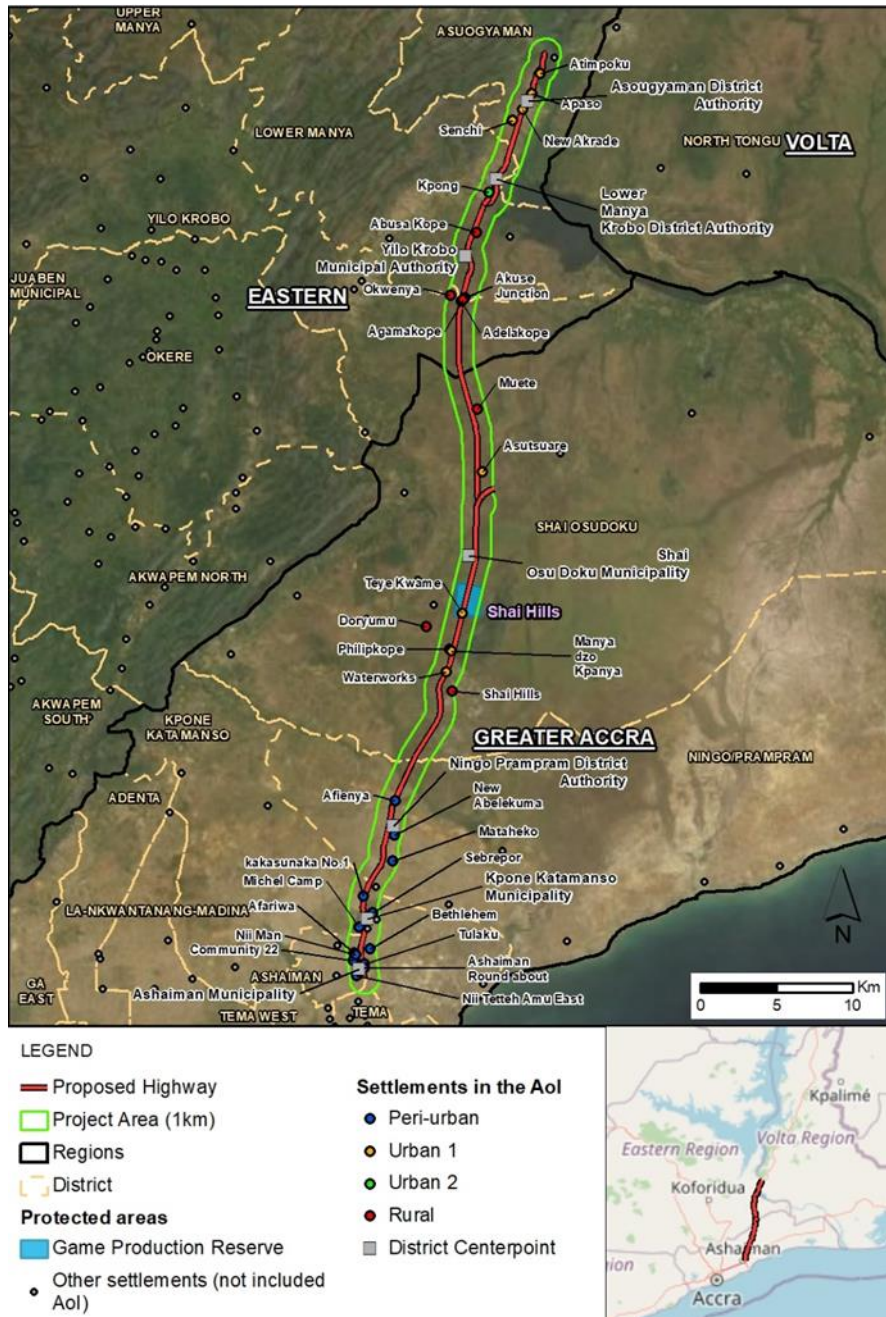 UPPER
MANYA
ASUOGYAMAN
Atimpoku
Asougyaman District
Authority
Apaso
LOWER MANYA
Senchi
New Akrade
NORTH TONGU
VOLTA
Kpong
Lower
Manya
Krobo District Authority
YILO KROBO
Abusa Kope
Yilo Krobo
Municipal Authority
JUABEN
MUNICIPAL
EASTERN
Okwenya
Akuse
Junction
Agamakope
Adelakope
OKERE
Muete
Asutsuare
SHAI OSUDOKU
Shai
Osu Doku Municipality
AKWAPEM NORTH
Teye Kwame
Shai Hills
Doryumu
Philipkope
Manya
dzo
Kpanya
Waterworks
Shai Hills
AKWAPEM
SOUTH
KPONE
KATAMANSO
GREATER ACCRA
NINGO/PRAMPRAM
Ningo Prampram District
Authority
ADENTA
Afienya
New
Abelekuma
Mataheko
kakasunaka No.1
Sebrepor
Michel Camp
Kpone Katamanso
Municipality
LA-NKWANTANANG-MADINA
Afariwa
Bethlehem
Nii Man
Tulaku
Community 22
Ashaiman
Round about
GA
EAST
ASHAIMAN
Ashaiman Municipality
Nii Tetteh Amu East
TEMA WEST
TEMA
N
Km
0 5 10
LEGEND
Proposed Highway
Project Area (1km)
Regions
District
Protected areas
Game Production Reserve
Other settlements (not included
AoI)
Settlements in the AoI
Peri-urban
Urban 1
Urban 2
Rural
District Centerpoint
Kpalimé
Eastern Region
Volta Region
Koforidua
Ashaiman
Accra